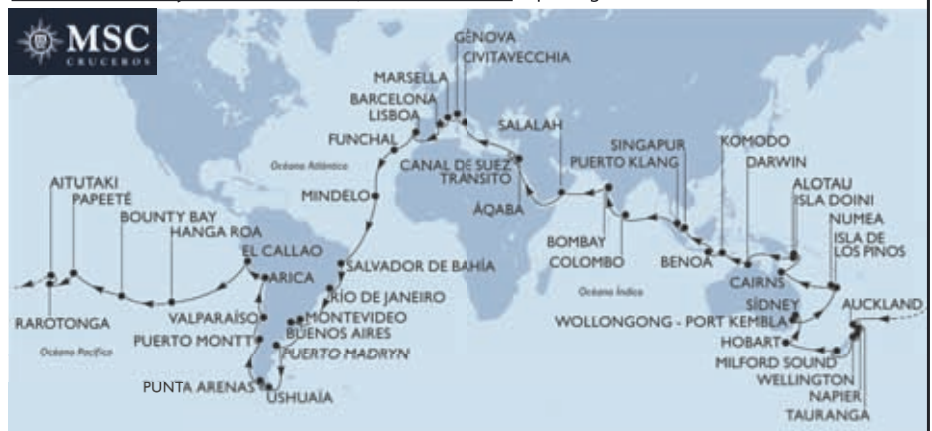 MSC
CRUCEROS
GÈNOVA
CIVITAVECCHIA
MARSELLA
BARCELONA
LISBOA
FUNCHAL
SALALAH
SINGAPUR
PUERTO KLANG
KOMODO
DARWIN
Océano Atlántico
CANAL DE SUEZ
TRÁNSITO
ÁQABA
MINDELO
AITUTAKI
PAPEETÉ
BOUNTY BAY
HANGA ROA
EL CALLAO
ARICA
ALOTAU
ISLA DOINI
NUMEA
ISLA DE
LOS PINOS
BOMBAY
COLOMBO
BENOA
CAIRNS
SALVADOR DE BAHÍA
Océano Índico
RÍO DE JANEIRO
RAROTONGA
VALPARAÍSO
MONTEVIDEO
BUENOS AIRES
SÍDNEY
WOLLONGONG - PORT KEMBLA
AUCKLAND
PUERTO MONTT
PUERTO MADRYN
HOBART
Océano Pacífico
MILFORD SOUND
WELLINGTON
NAPIER
TAURANGA
PUNTA ARENAS
USHUAÏA